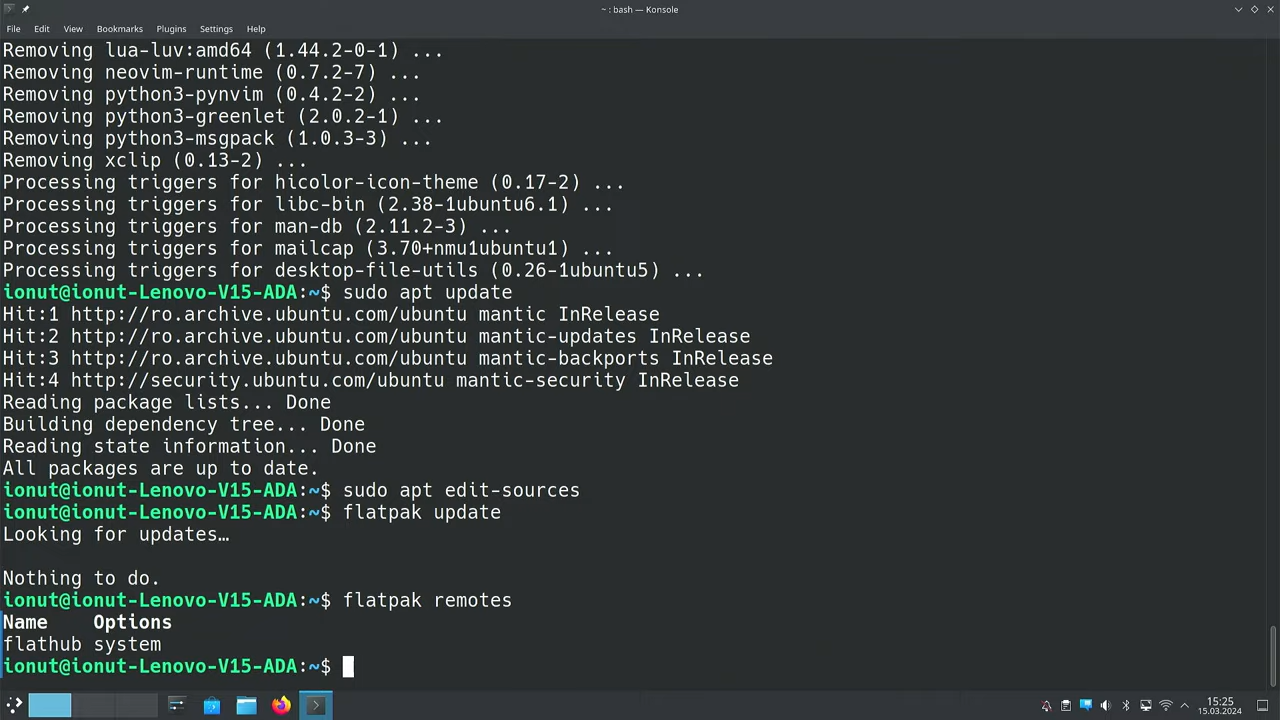 ~ : bash — Konsole
File Edit View Bookmarks Plugins Settings Help
Removing lua-luv:amd64 (1.44.2-0-1) ...
Removing neovim-runtime (0.7.2-7) ...
Removing python3-pynvim (0.4.2-2) ...
Removing python3-greenlet (2.0.2-1) ...
Removing python3-msgpack (1.0.3-3) ...
Removing xclip (0.13-2) ...
Processing triggers for hicolor-icon-theme (0.17-2) ...
Processing triggers for libc-bin (2.38-1ubuntu6.1) ...
Processing triggers for man-db (2.11.2-3) ...
Processing triggers for mailcap (3.70+nmu1ubuntu1) ...
Processing triggers for desktop-file-utils (0.26-1ubuntu5) ...
ionut@ionut-Lenovo-V15-ADA:~$ sudo apt update
Hit:1 http://ro.archive.ubuntu.com/ubuntu mantic InRelease
Hit:2 http://ro.archive.ubuntu.com/ubuntu mantic-updates InRelease
Hit:3 http://ro.archive.ubuntu.com/ubuntu mantic-backports InRelease
Hit:4 http://security.ubuntu.com/ubuntu mantic-security InRelease
Reading package lists... Done
Building dependency tree... Done
Reading state information... Done
All packages are up to date.
ionut@ionut-Lenovo-V15-ADA:~$ sudo apt edit-sources
ionut@ionut-Lenovo-V15-ADA:~$ flatpak update
Looking for updates…
Nothing to do.
ionut@ionut-Lenovo-V15-ADA:~$ flatpak remotes
Name Options
flathub system
ionut@ionut-Lenovo-V15-ADA:~$
15:25
15.03.2024